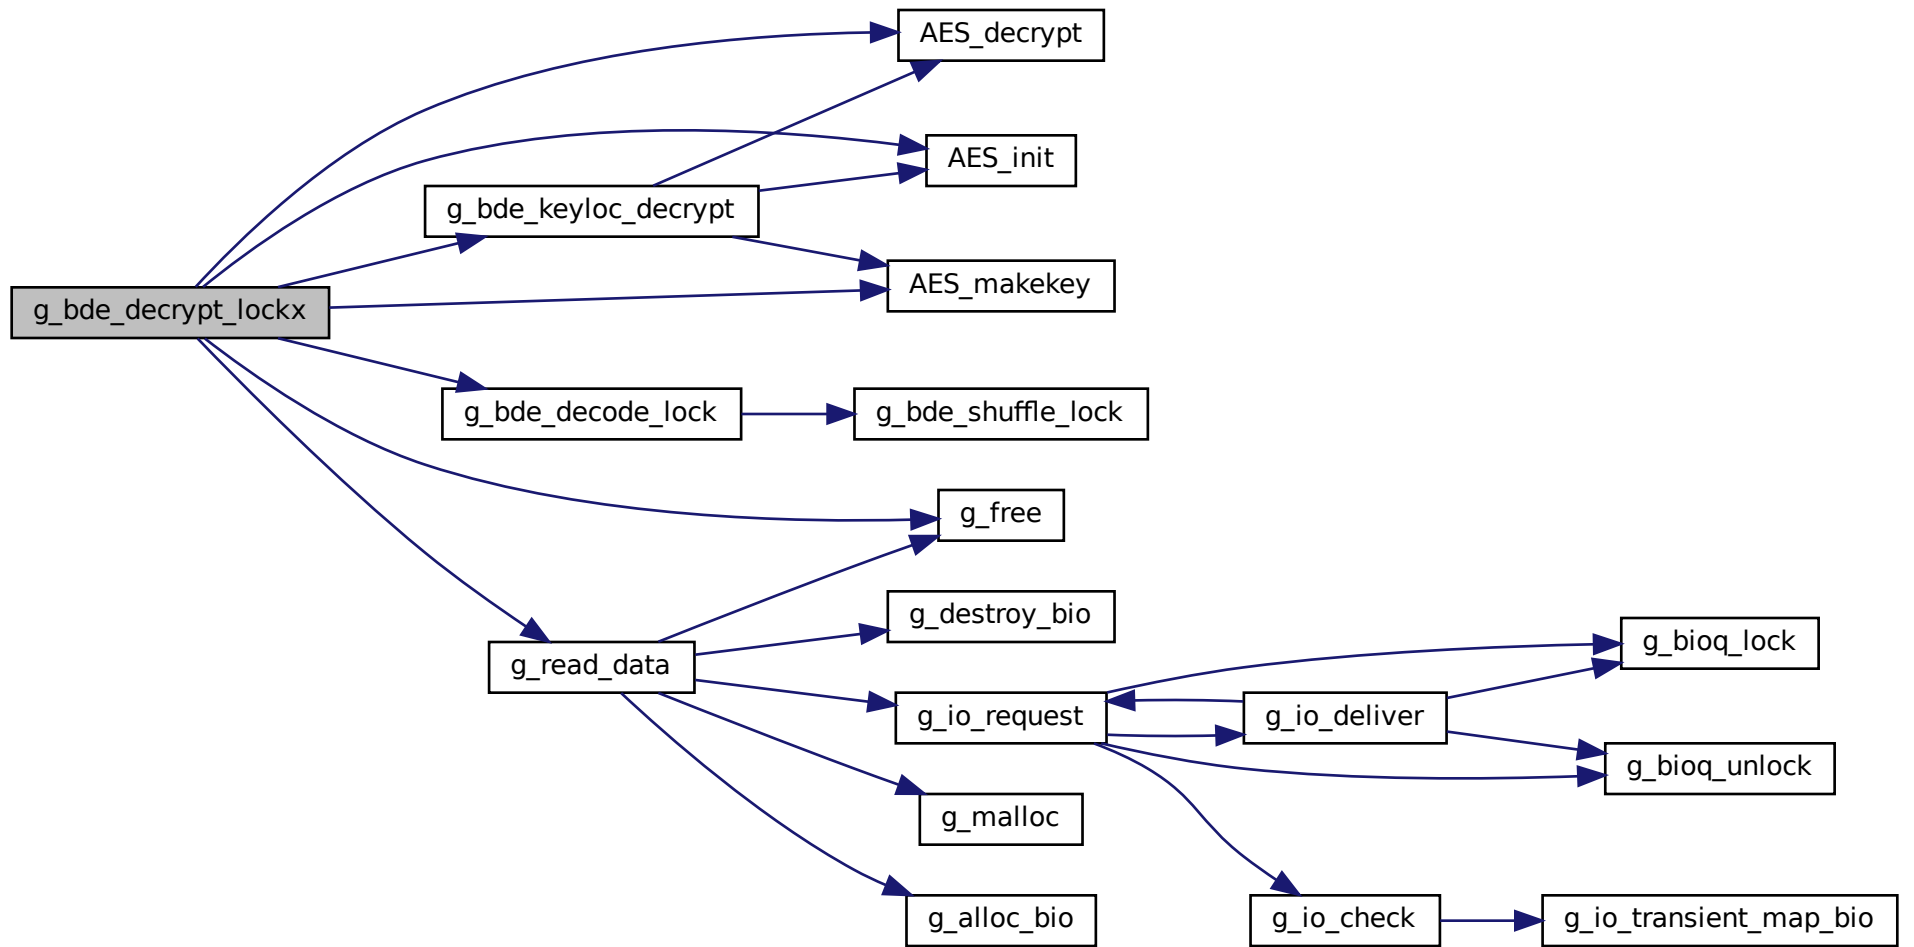 AES_decrypt
AES_init
g_bde_keyloc_decrypt
AES_makekey
g_bde_decrypt_lockx
g_bde_decode_lock
g_bde_shuffle_lock
g_free
g_destroy_bio
g_bioq_lock
g_read_data
g_io_request
g_io_deliver
g_bioq_unlock
g_malloc
g_alloc_bio
g_io_check
g_io_transient_map_bio